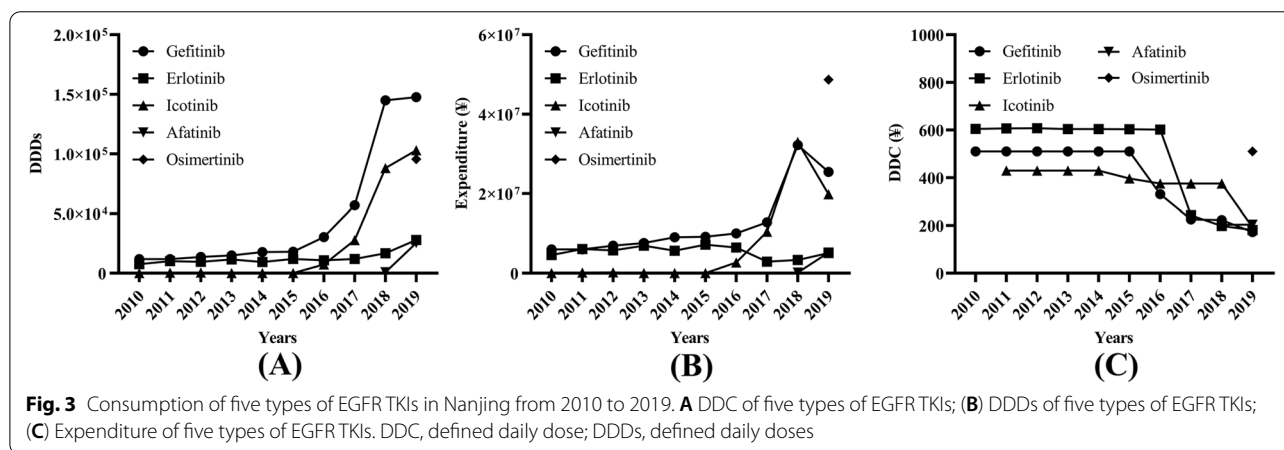 2.0×10⁵
1.5×10⁵
1.0×10⁵
5.0×10⁴
0
DDDs
Gefitinib
Erlotinib
Icotinib
Afatinib
Osimertinib
2010 2011 2012 2013 2014 2015 2016 2017 2018 2019
Years
(A)
6×10⁷
4×10⁷
2×10⁷
0
Expenditure (¥)
Gefitinib
Erlotinib
Icotinib
Afatinib
Osimertinib
2010 2011 2012 2013 2014 2015 2016 2017 2018 2019
Years
(B)
1000
800
600
400
200
0
DDC (¥)
Gefitinib
Erlotinib
Icotinib
Afatinib
Osimertinib
2010 2011 2012 2013 2014 2015 2016 2017 2018 2019
Years
(C)
Fig. 3 Consumption of five types of EGFR TKIs in Nanjing from 2010 to 2019. A DDC of five types of EGFR TKIs; (B) DDDs of five types of EGFR TKIs;
(C) Expenditure of five types of EGFR TKIs. DDC, defined daily dose; DDDs, defined daily doses